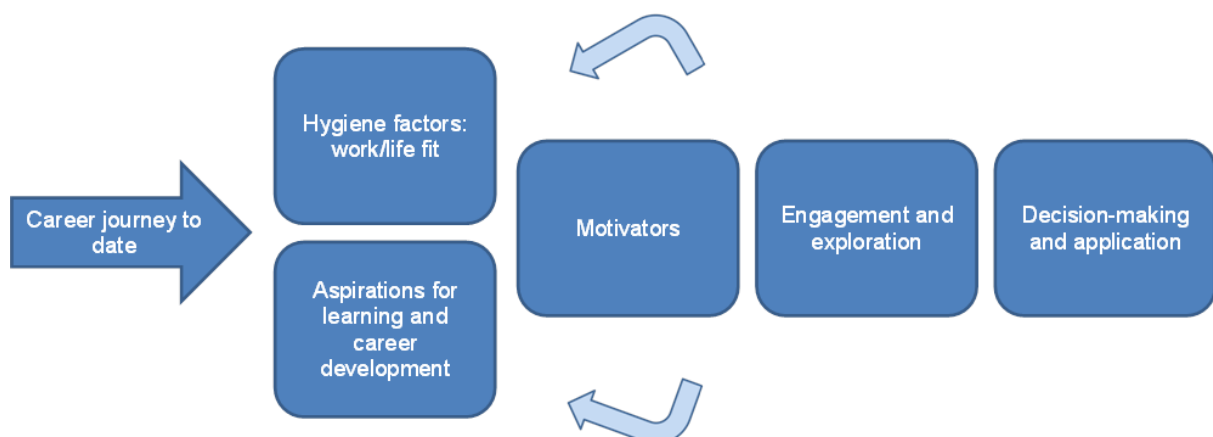 Career journey to
date
Hygiene factors:
work/life fit
Aspirations for
learning and
career
development
Motivators
Engagement and
exploration
Decision-making
and application